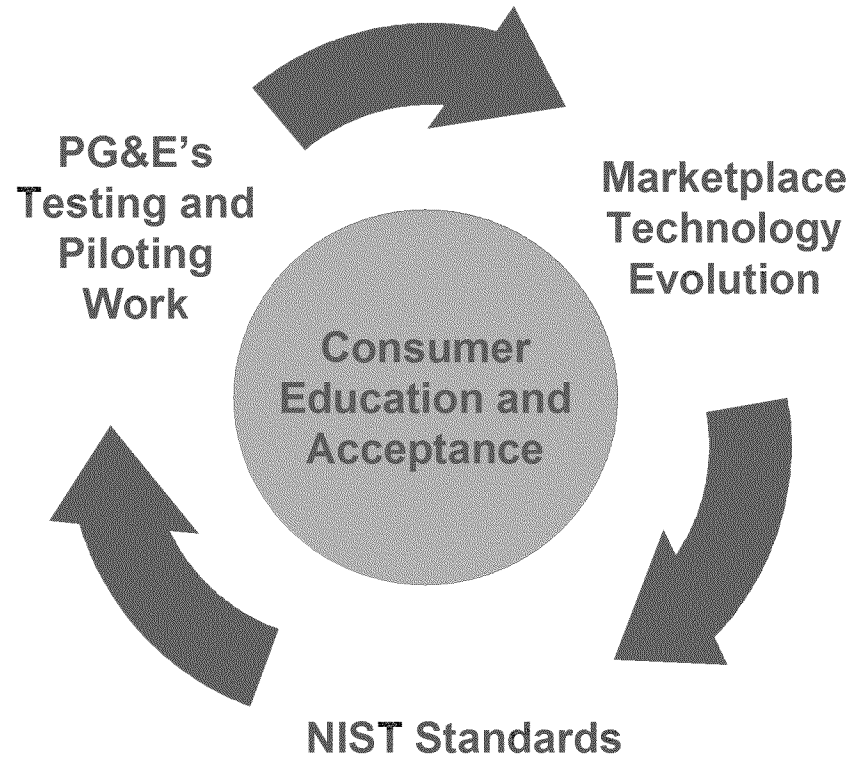 PG&E's
Testing and
Piloting
Work
Marketplace
Technology
Evolution
Consumer
Education and
Acceptance
NIST Standards